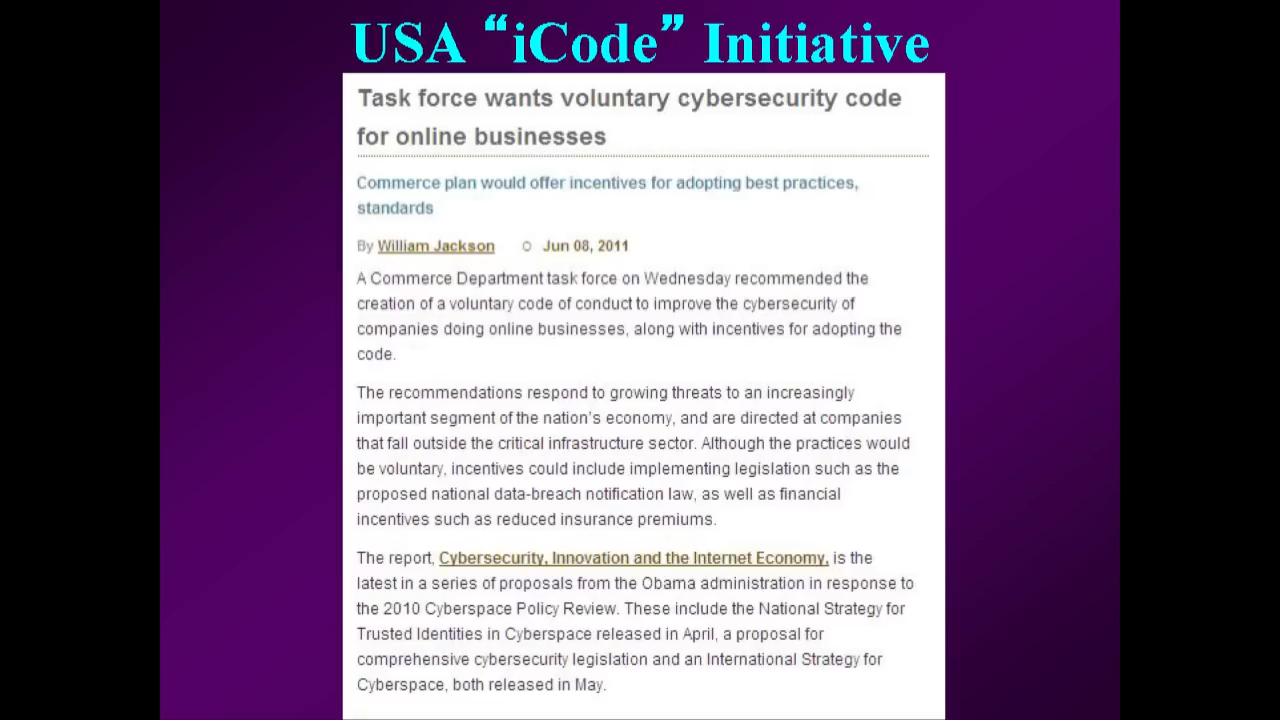 USA “iCode” Initiative
Task force wants voluntary cybersecurity code
for online businesses
Commerce plan would offer incentives for adopting best practices,
standards
By William Jackson o Jun 08, 2011
A Commerce Department task force on Wednesday recommended the
creation of a voluntary code of conduct to improve the cybersecurity of
companies doing online businesses, along with incentives for adopting the
code.
The recommendations respond to growing threats to an increasingly
important segment of the nation's economy, and are directed at companies
that fall outside the critical infrastructure sector. Although the practices would
be voluntary, incentives could include implementing legislation such as the
proposed national data-breach notification law, as well as financial
incentives such as reduced insurance premiums.
The report, Cybersecurity, Innovation and the Internet Economy, is the
latest in a series of proposals from the Obama administration in response to
the 2010 Cyberspace Policy Review. These include the National Strategy for
Trusted Identities in Cyberspace released in April, a proposal for
comprehensive cybersecurity legislation and an International Strategy for
Cyberspace, both released in May.